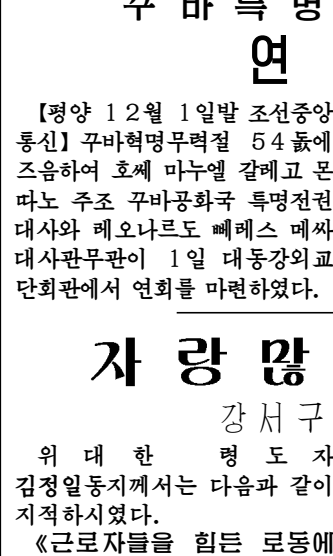 꾸 바 특 명
연
【평양 １２월 １일발 조선중앙
통신】 꾸바혁명무력절 ５４돐에
즈음하여 호쎄 마누엘 갈레고 몬
따노 주조 꾸바공화국 특명전권
대사와 레오나르도 뻬레스 메싸
대사관무관이 １일 대동강외교
단회관에서 연회를 마련하였다.
자 랑 많
강 서 구
위 대 한 령 도 자
김정일동지께서는 다음과 같이
지적하시였다.
《근로자들을 힘든 로동에